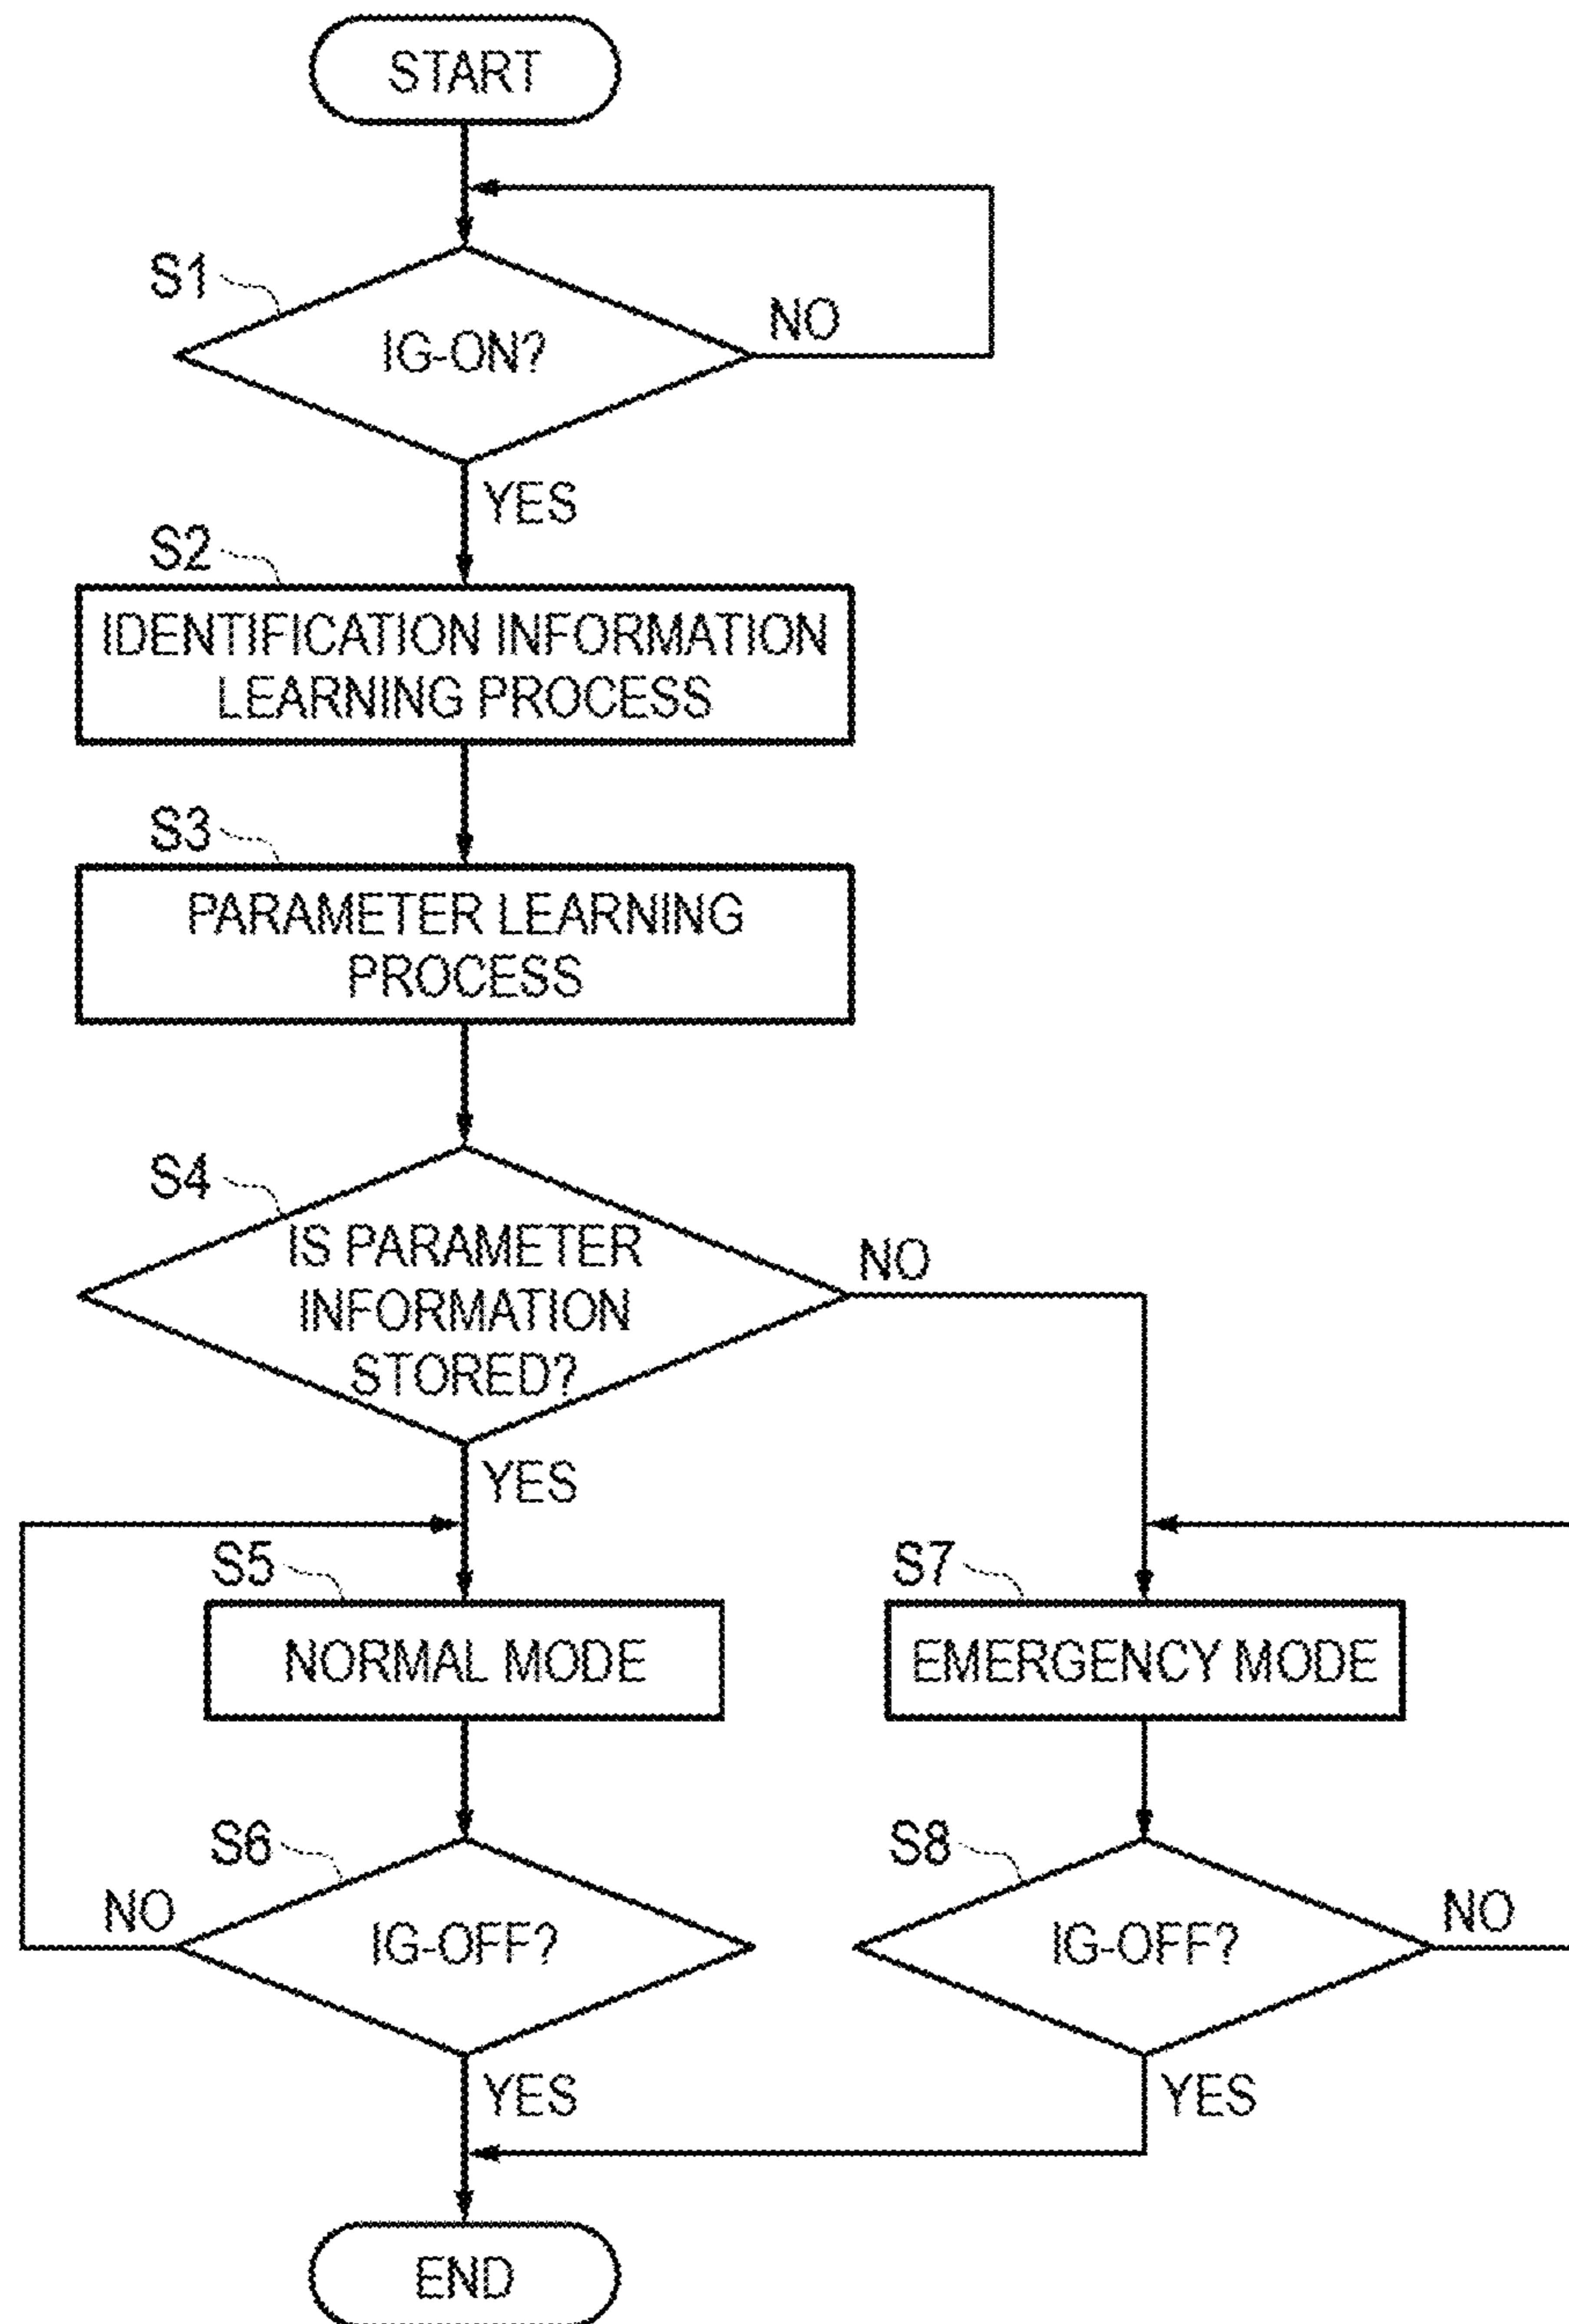 START
S1
IG-ON?
NO
YES
S2
IDENTIFICATION INFORMATION
LEARNING PROCESS
S3
PARAMETER LEARNING
PROCESS
S4
IS PARAMETER
INFORMATION
STORED?
NO
YES
S5
NORMAL MODE
S7
EMERGENCY MODE
S6
IG-OFF?
NO
YES
S8
IG-OFF?
NO
YES
END